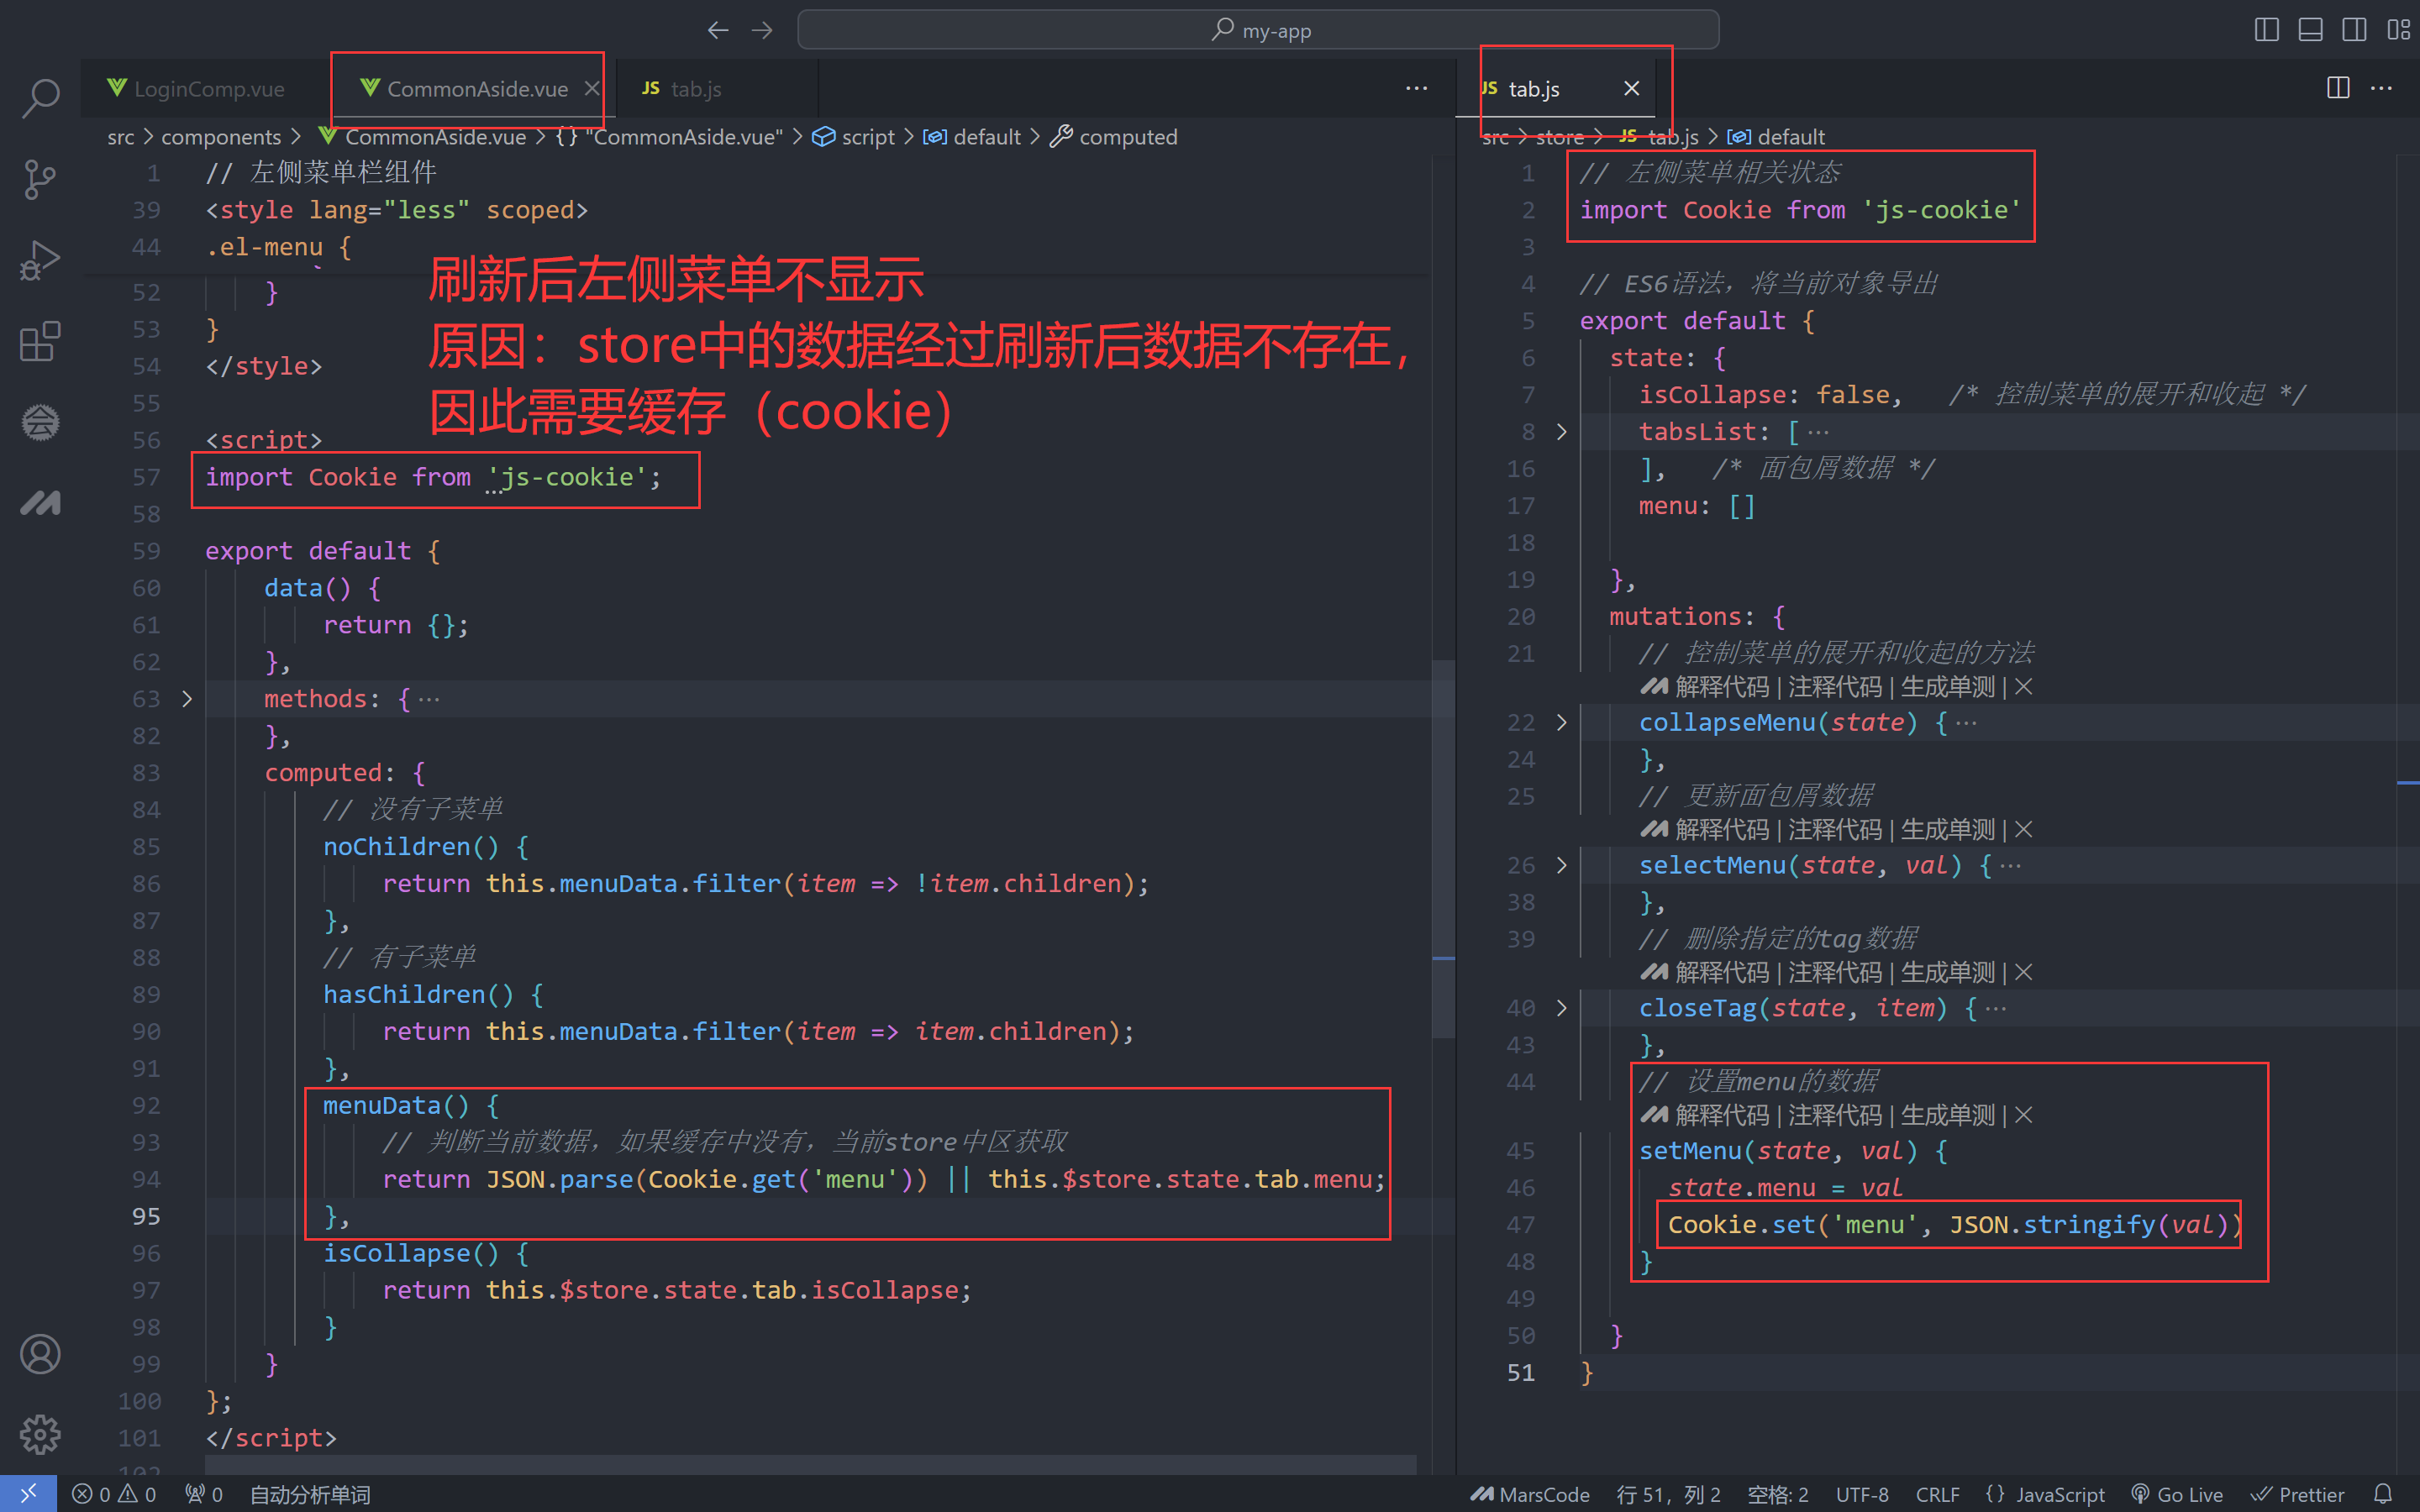 my-app
LoginComp.vue
CommonAside.vue
tab.js
src > components > CommonAside.vue > {} "CommonAside.vue" > script > default > computed
1 // 左侧菜单栏组件
39 <style lang="less" scoped>
44 .el-menu {
刷新后左侧菜单不显示
原因：store中的数据经过刷新后数据不存在，
因此需要缓存（cookie）
52 }
53 }
54 </style>
55
56 <script>
57 import Cookie from 'js-cookie';
58
59 export default {
60 data() {
61 return {};
62 },
63 methods: {···
82 },
83 computed: {
84 // 没有子菜单
85 noChildren() {
86 return this.menuData.filter(item => !item.children);
87 },
88 // 有子菜单
89 hasChildren() {
90 return this.menuData.filter(item => item.children);
91 },
92 menuData() {
93 // 判断当前数据，如果缓存中没有，当前store中区获取
94 return JSON.parse(Cookie.get('menu')) || this.$store.state.tab.menu;
95 },
96 isCollapse() {
97 return this.$store.state.tab.isCollapse;
98 }
99 }
100 };
101 </script>
102
tab.js
src > store > JS tab.js > default
1 // 左侧菜单相关状态
2 import Cookie from 'js-cookie'
3
4 // ES6语法，将当前对象导出
5 export default {
6 state: {
7 isCollapse: false, /* 控制菜单的展开和收起 */
8 tabsList: [···
16 ], /* 面包屑数据 */
17 menu: []
18
19 },
20 mutations: {
21 // 控制菜单的展开和收起的方法
解释代码 | 注释代码 | 生成单测 | ×
22 collapseMenu(state) {···
24 },
25 // 更新面包屑数据
解释代码 | 注释代码 | 生成单测 | ×
26 selectMenu(state, val) {···
38 },
39 // 删除指定的tag数据
解释代码 | 注释代码 | 生成单测 | ×
40 closeTag(state, item) {···
43 },
44 // 设置menu的数据
解释代码 | 注释代码 | 生成单测 | ×
45 setMenu(state, val) {
46 state.menu = val
47 Cookie.set('menu', JSON.stringify(val))
48 }
49
50 }
51 }
会
0 0 0 自动分析单词 MarsCode 行 51，列 2 空格: 2 UTF-8 CRLF {} JavaScript Go Live Prettier